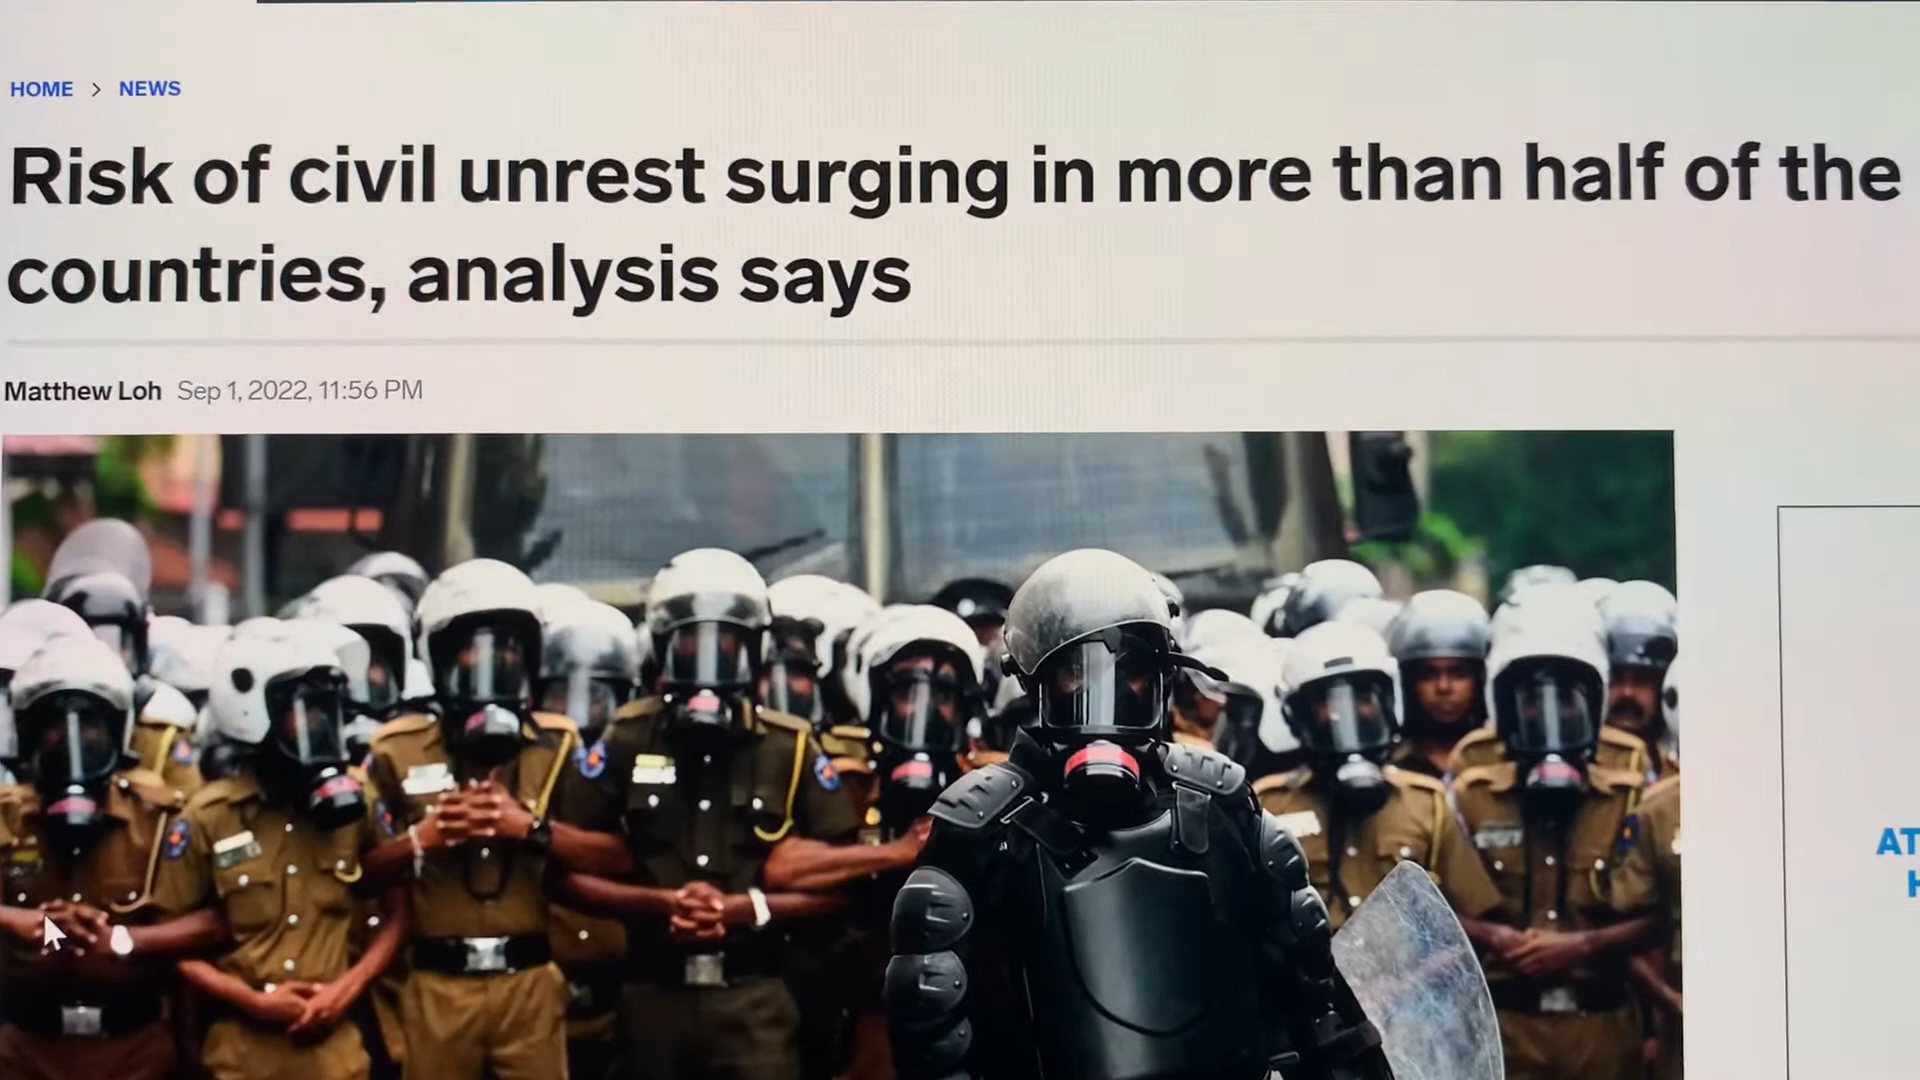 HOME > NEWS
Risk of civil unrest surging in more than half of the
countries, analysis says
Matthew Loh Sep 1, 2022, 11:56 PM
AT
H